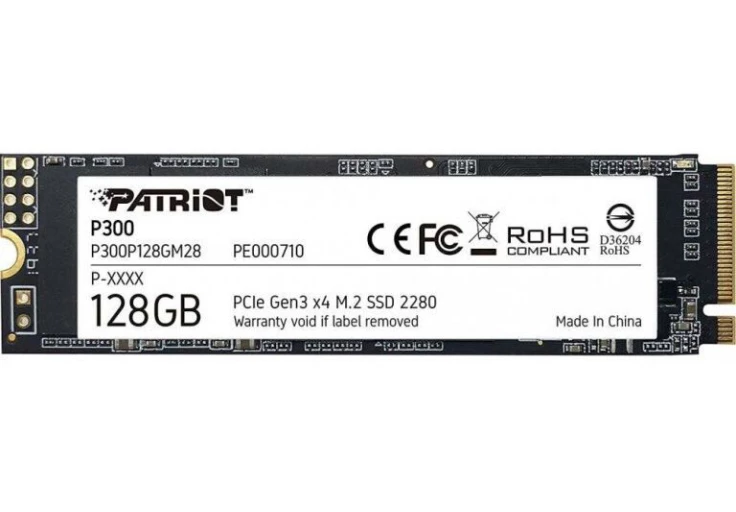 PATRIOT™
P300
P300P128GM28 PE000710
P-XXXX
128GB
PCIe Gen3 x4 M.2 SSD 2280
Warranty void if label removed
CE FC
RoHS
COMPLIANT
D36204
RoHS
Made In China